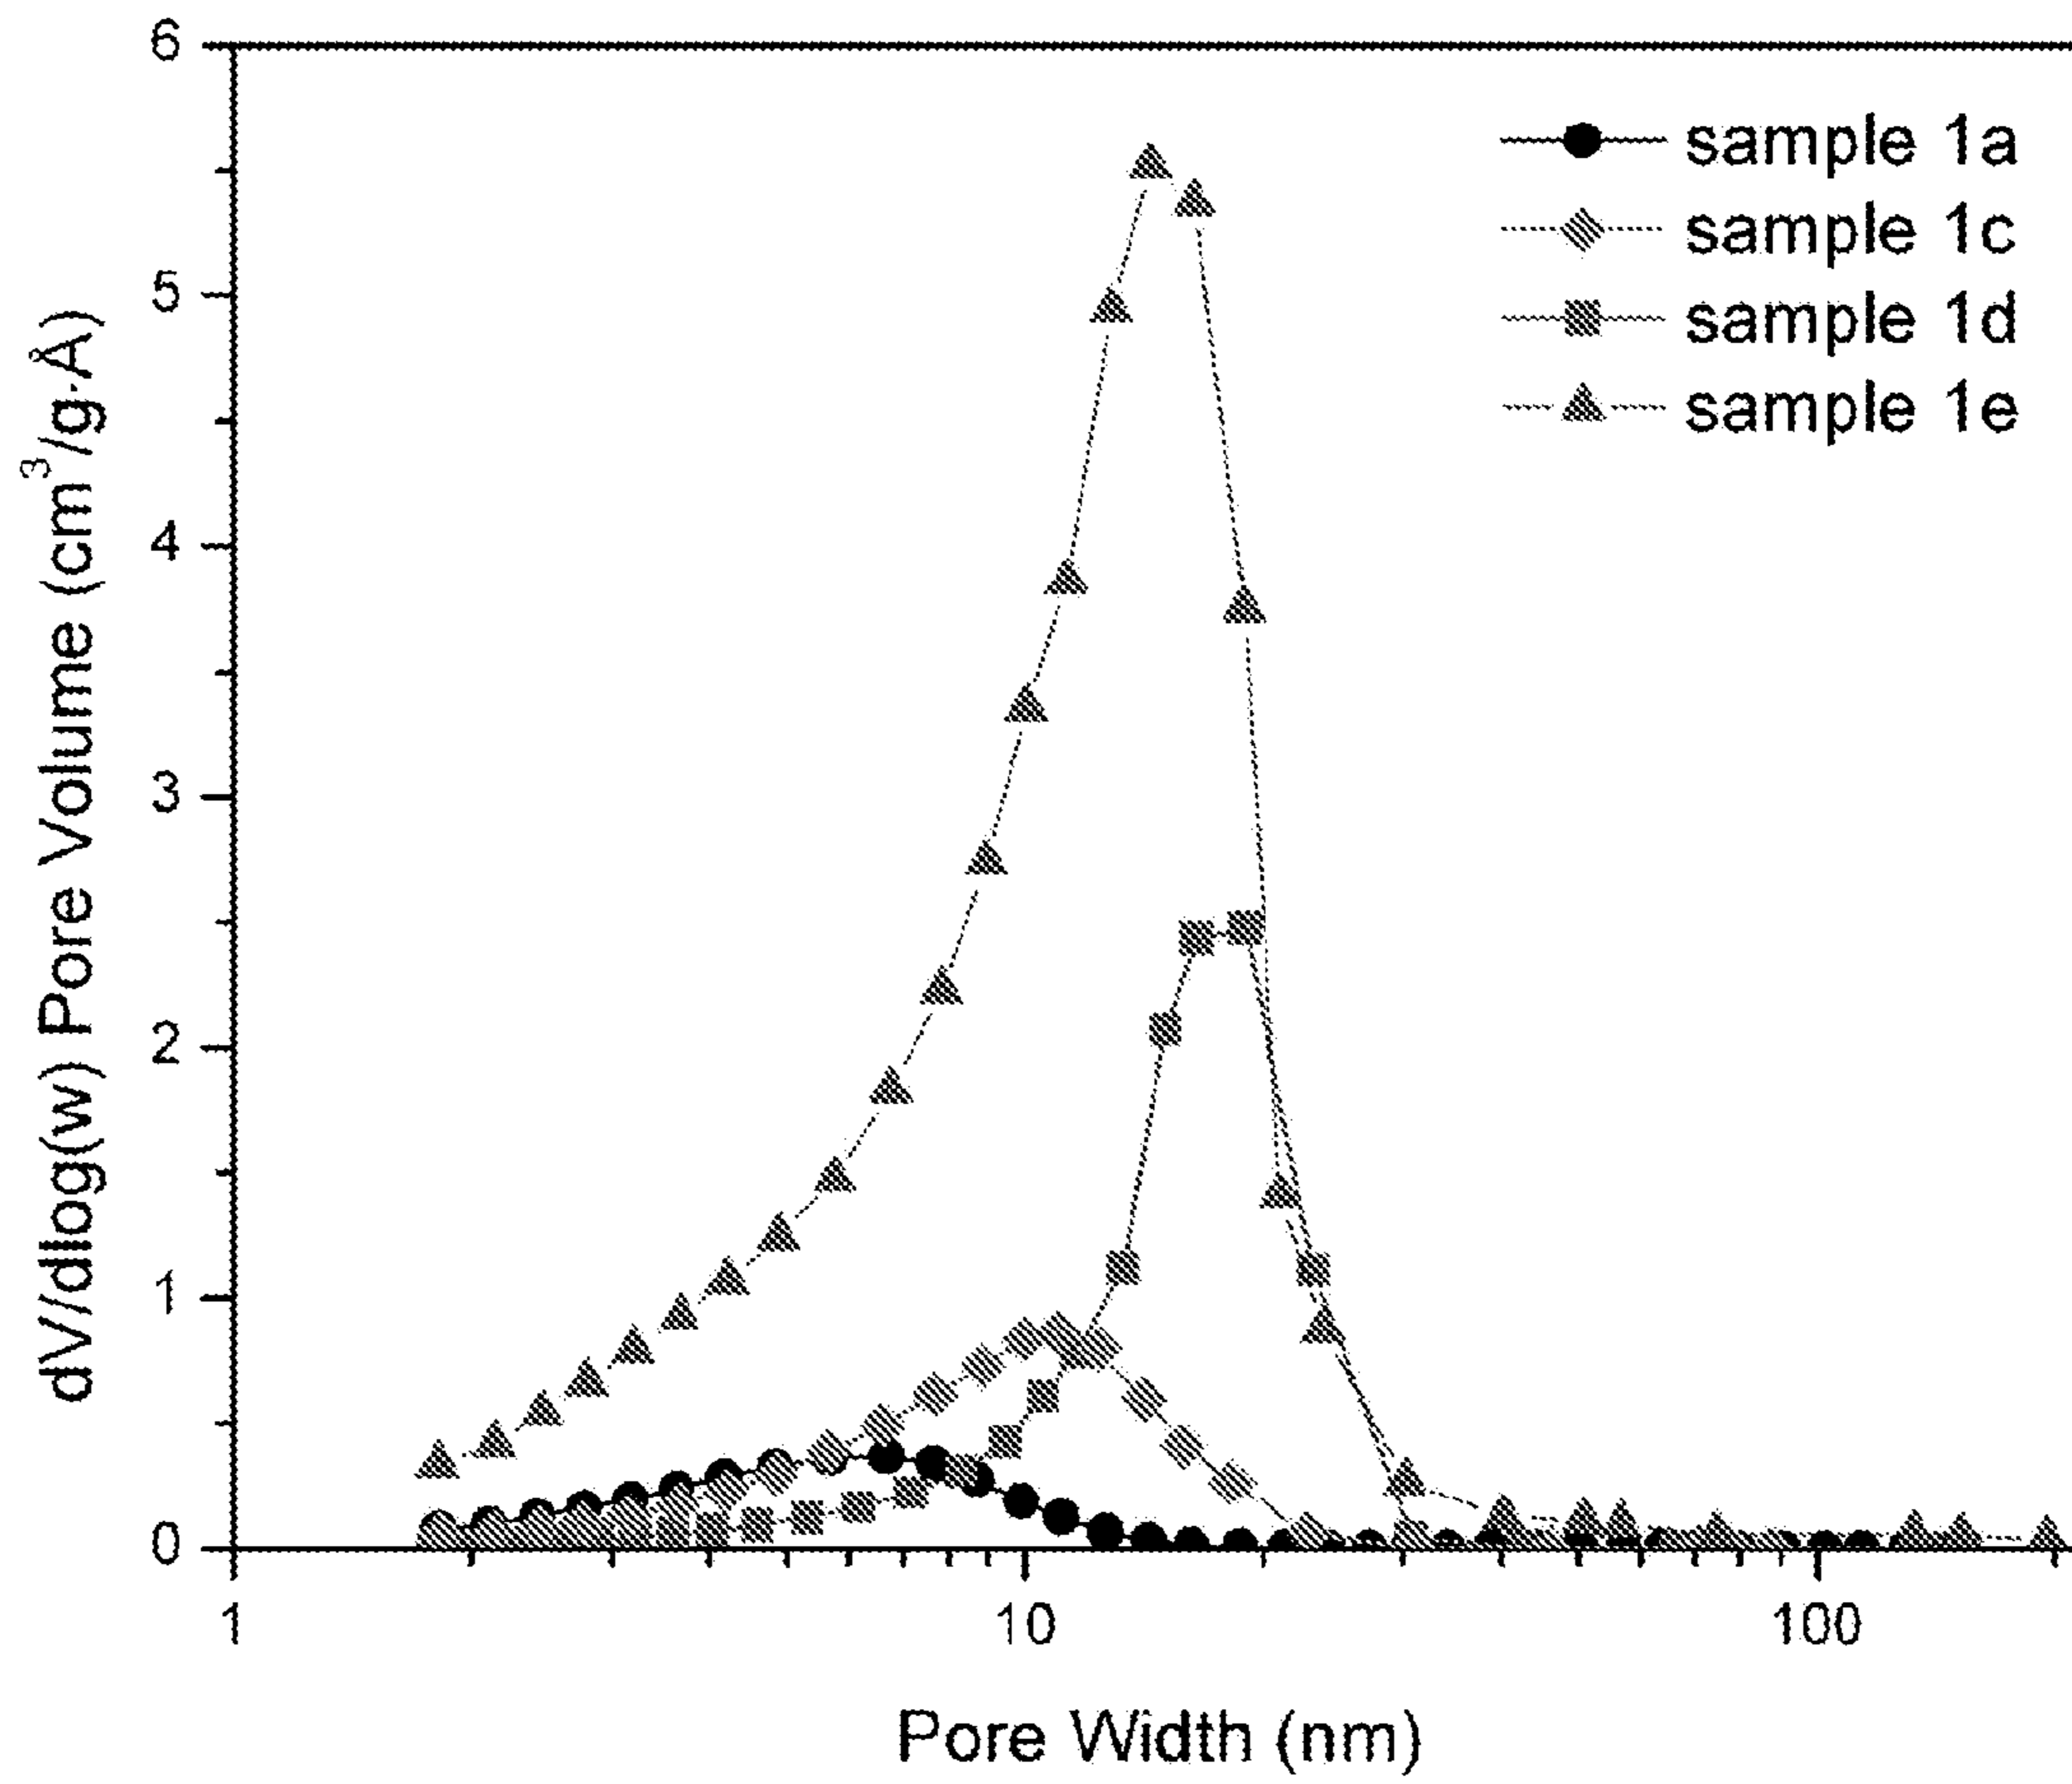 6
5
4
3
2
1
0
dV/dlog(w) Pore Volume (cm³/g·Å)
sample 1a
sample 1c
sample 1d
sample 1e
1 10 100
Pore Width (nm)